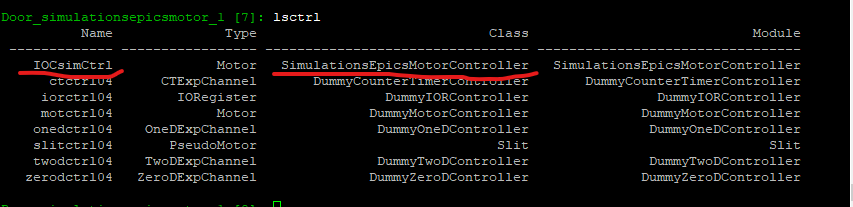 Door_simulationsepicsmotor_1 [7]: lsctrl
Name Type Class Module
IOCsimCtrl Motor SimulationsEpicsMotorController SimulationsEpicsMotorController
ctctrl04 CTExpChannel DummyCounterTimerController DummyCounterTimerController
iorctrl04 IORegister DummyIORController DummyIORController
motctrl04 Motor DummyMotorController DummyMotorController
onedctrl04 OneDExpChannel DummyOneDController DummyOneDController
slitctrl04 PseudoMotor Slit Slit
twodctrl04 TwoDExpChannel DummyTwoDController DummyTwoDController
zerodctrl04 ZeroDExpChannel DummyZeroDController DummyZeroDController